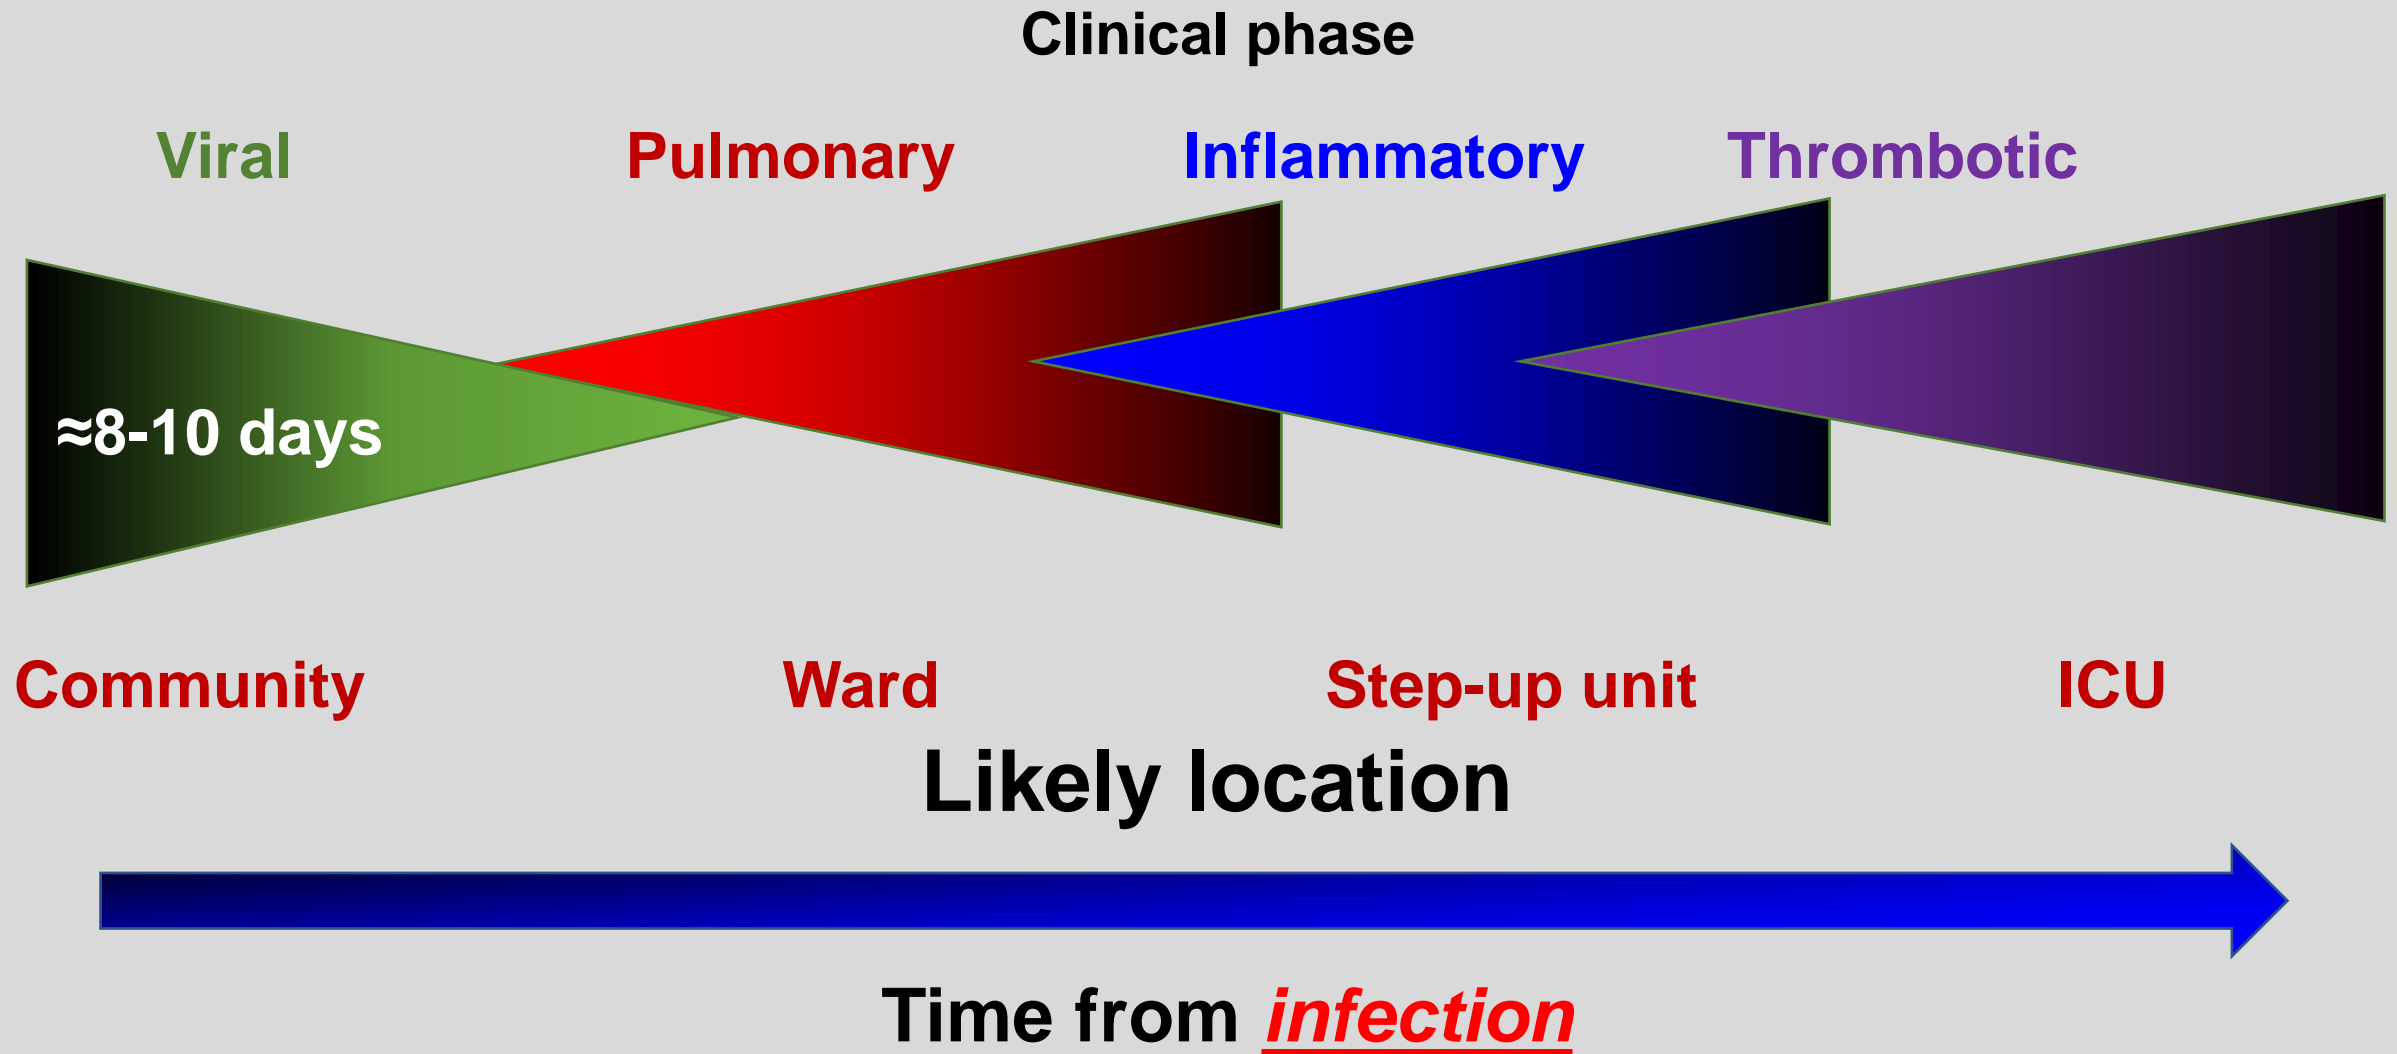 Clinical phase
Viral Pulmonary Inflammatory Thrombotic
≈8-10 days
Community Ward Step-up unit ICU
Likely location
Time from infection